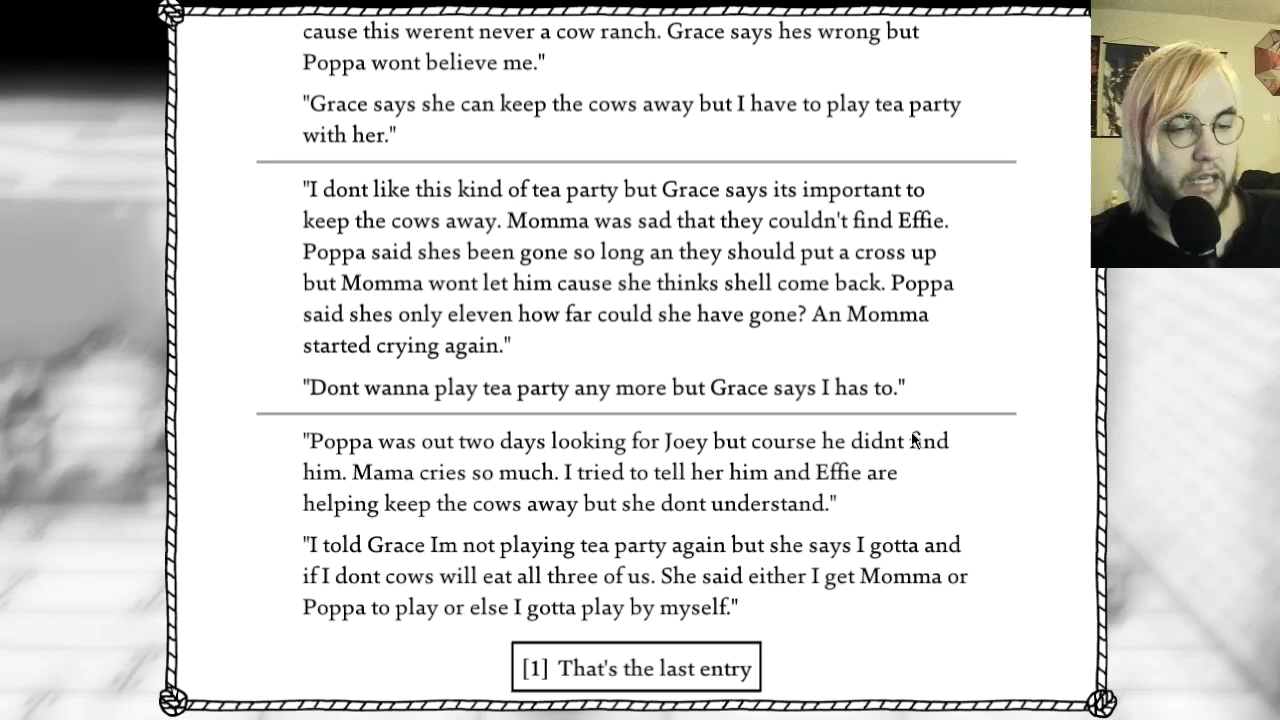 cause this werent never a cow ranch. Grace says hes wrong but
Poppa wont believe me."
"Grace says she can keep the cows away but I have to play tea party
with her."
"I dont like this kind of tea party but Grace says its important to
keep the cows away. Momma was sad that they couldn't find Effie.
Poppa said shes been gone so long an they should put a cross up
but Momma wont let him cause she thinks shell come back. Poppa
said shes only eleven how far could she have gone? An Momma
started crying again."
"Dont wanna play tea party any more but Grace says I has to."
"Poppa was out two days looking for Joey but course he didnt find
him. Mama cries so much. I tried to tell her him and Effie are
helping keep the cows away but she dont understand."
"I told Grace Im not playing tea party again but she says I gotta and
if I dont cows will eat all three of us. She said either I get Momma or
Poppa to play or else I gotta play by myself."
[1] That's the last entry